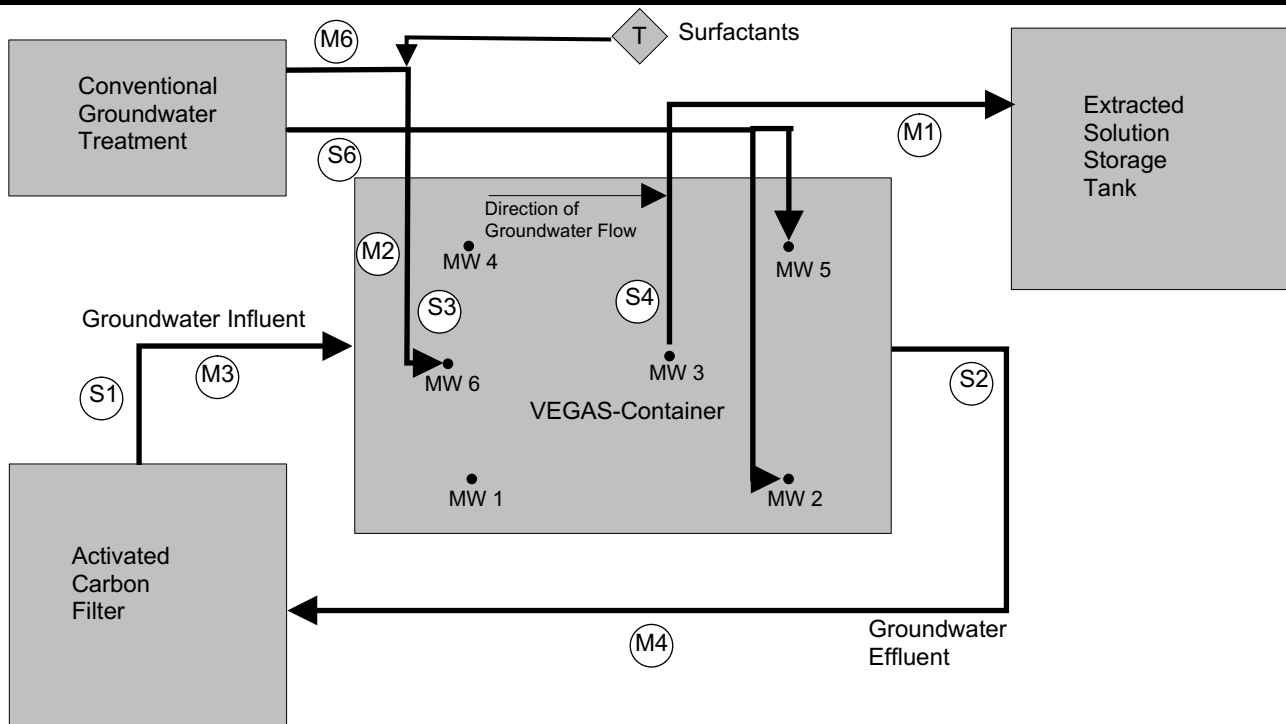 M6
T
Surfactants
Conventional
Groundwater
Treatment
Extracted
Solution
Storage
Tank
M1
S6
Direction of
Groundwater Flow
M2
MW 4
MW 5
S3
S4
Groundwater Influent
M3
S1
MW 6
MW 3
S2
VEGAS-Container
MW 1
MW 2
Activated
Carbon
Filter
Groundwater
Effluent
M4